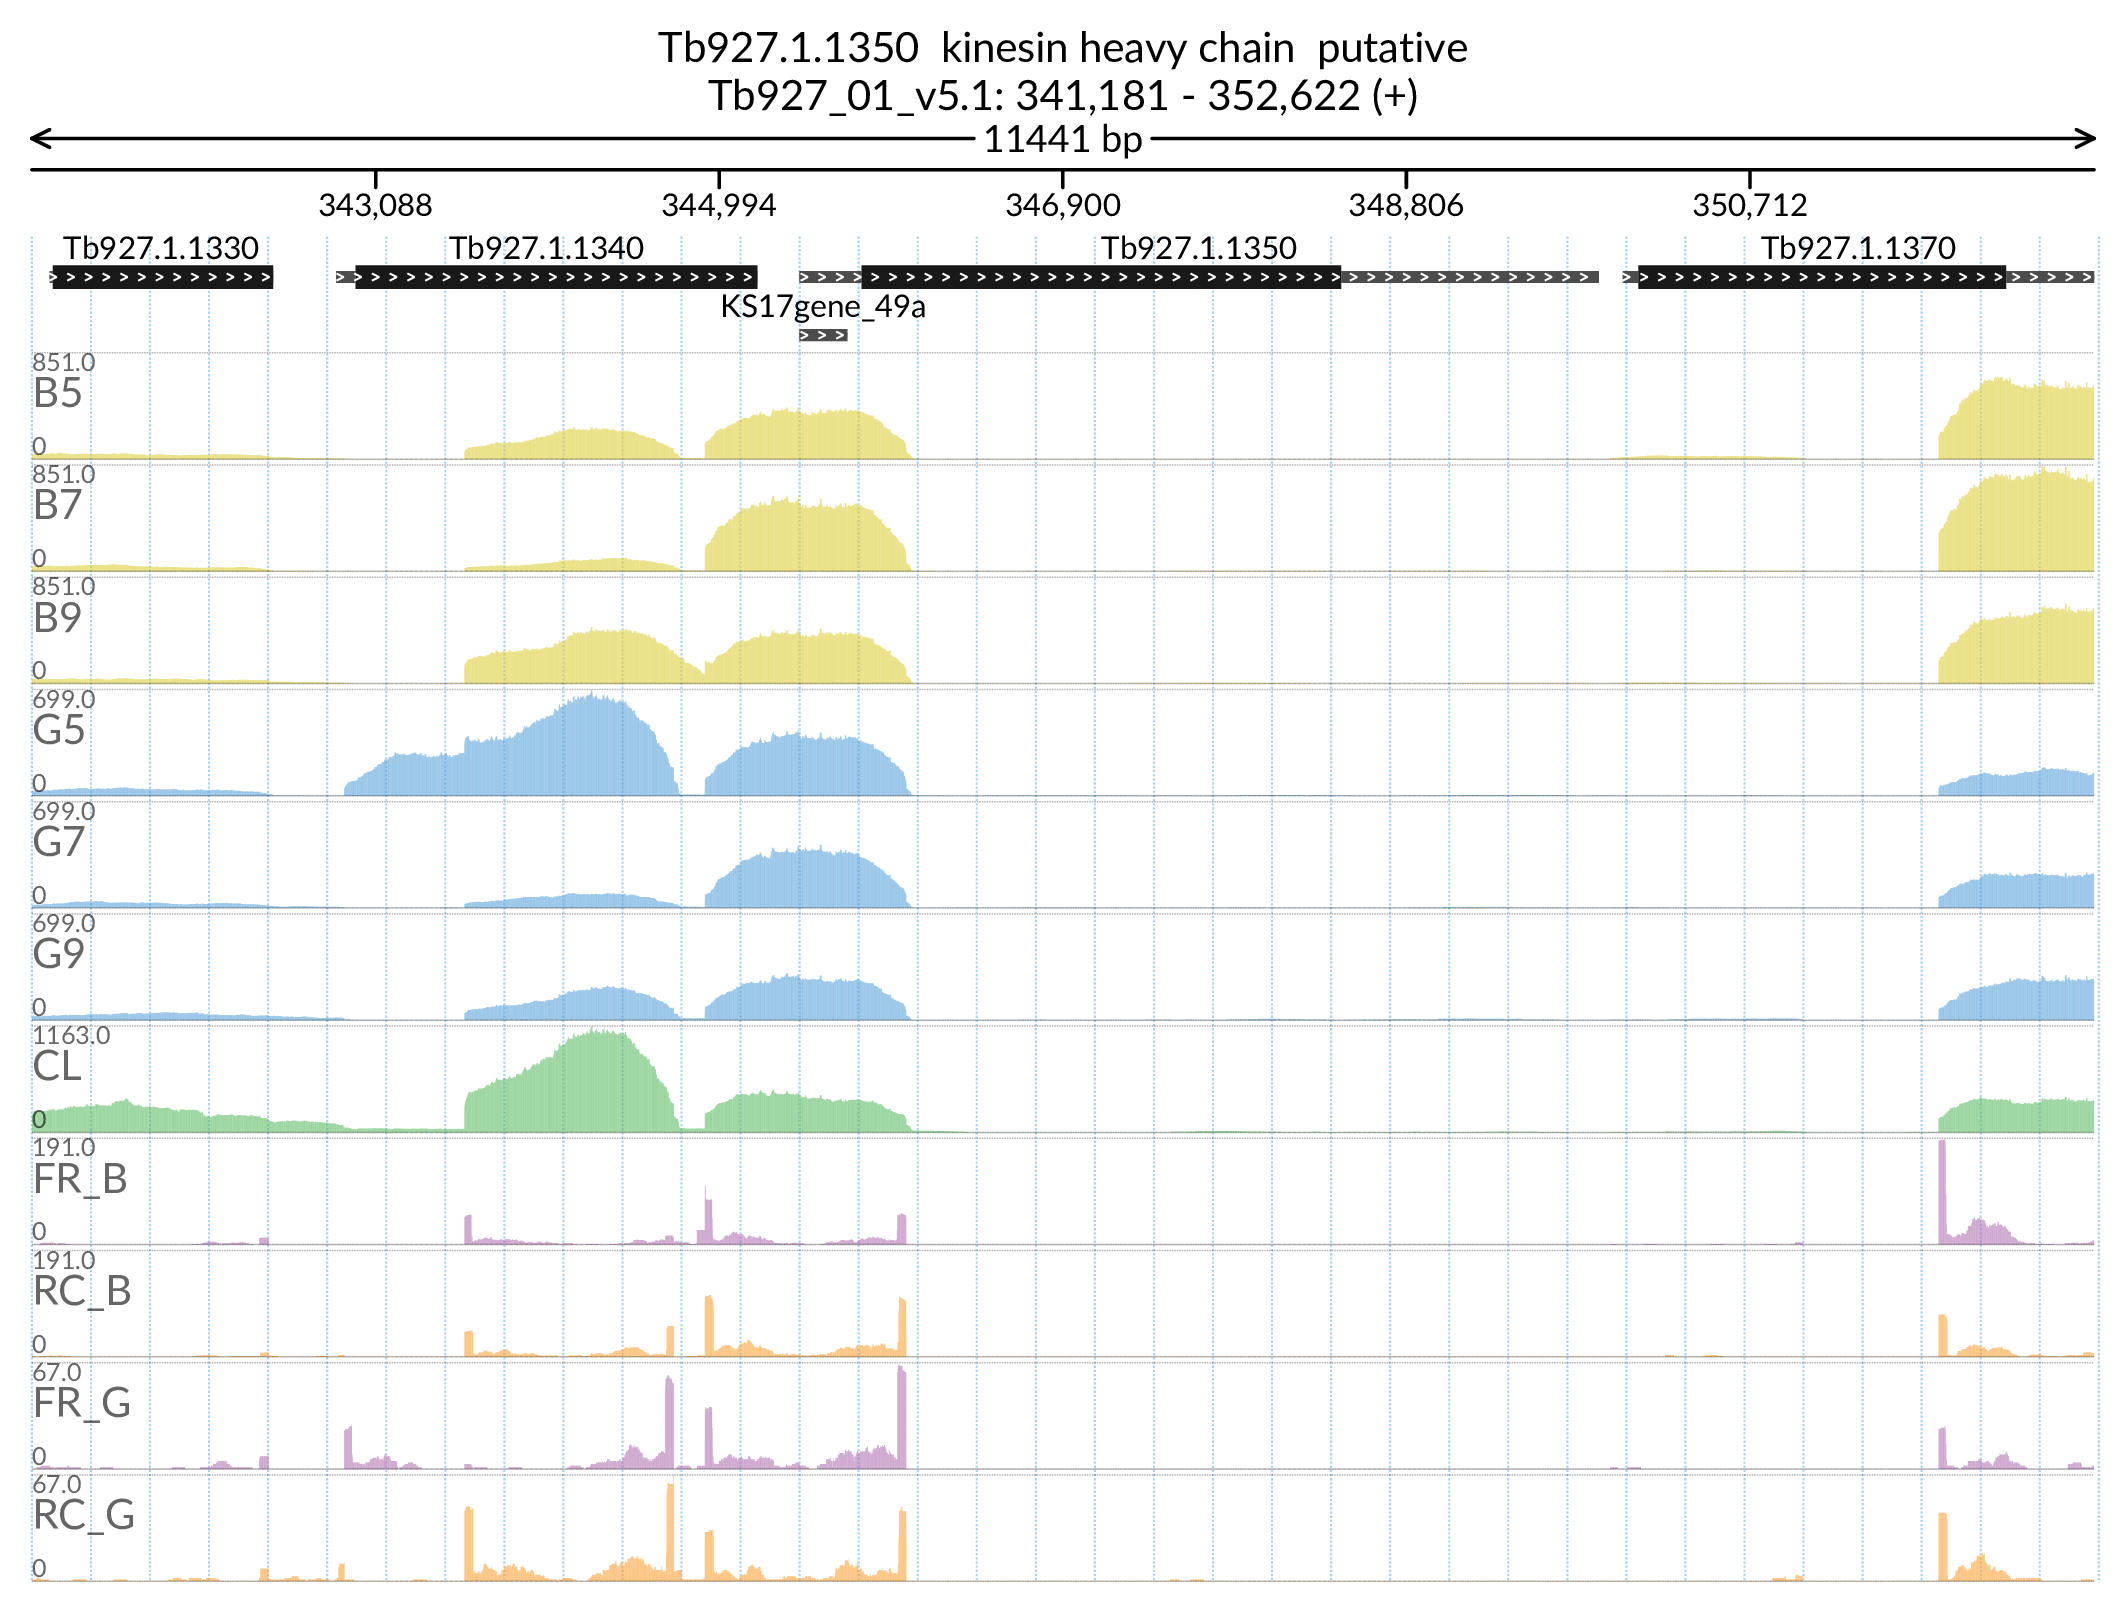 Tb927.1.1350  kinesin heavy chain  putative
Tb927_01_v5.1: 341,181 - 352,622 (+)
11441 bp
343,088 344,994 346,900 348,806 350,712
Tb927.1.1330 Tb927.1.1340 Tb927.1.1350 Tb927.1.1370
KS17gene_49a
851.0
B5
0
851.0
B7
0
851.0
B9
0
699.0
G5
0
699.0
G7
0
699.0
G9
0
1163.0
CL
0
191.0
FR_B
0
191.0
RC_B
0
67.0
FR_G
0
67.0
RC_G
0